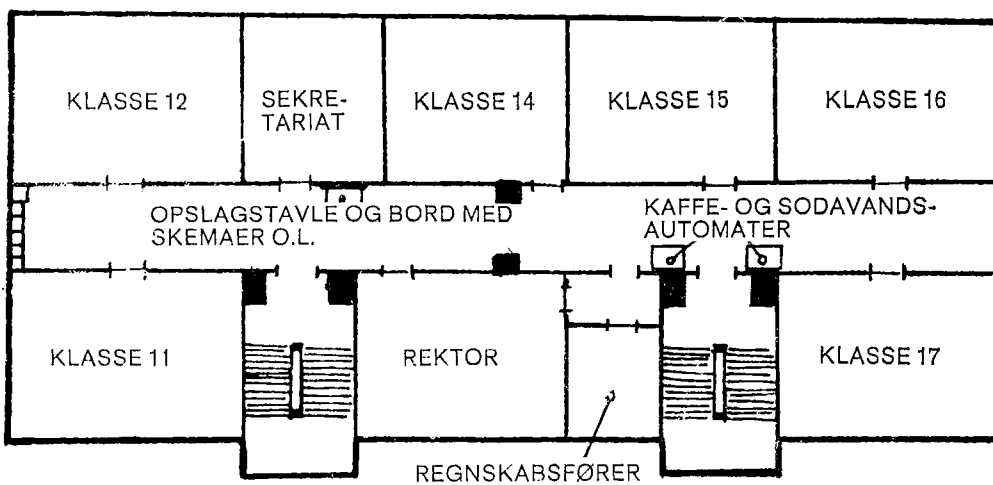 KLASSE 12
SEKRE-
TARIAT
KLASSE 14
KLASSE 15
KLASSE 16
OPSLAGSTAVLE OG BORD MED
SKEMAER O.L.
KAFFE- OG SODAVANDS-
AUTOMATER
KLASSE 11
REKTOR
KLASSE 17
REGNSKABSFØRER